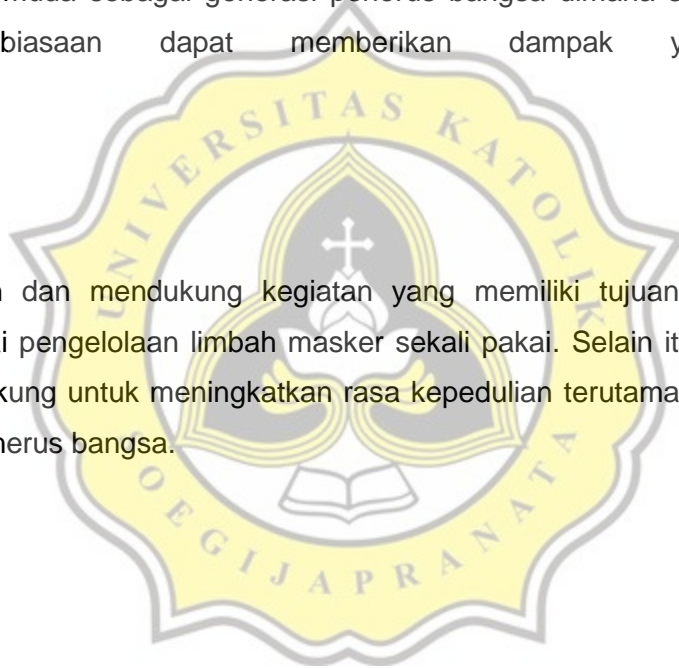 muda sebagai generasi penerus bangsa dimana
biasaan dapat memberikan dampak y
UNIVERSITAS KATOLIK
dan mendukung kegiatan yang memiliki tujuan
pengelolaan limbah masker sekali pakai. Selain it
kung untuk meningkatkan rasa kepedulian terutama
nerus bangsa.
SOEGIJAPRANATA